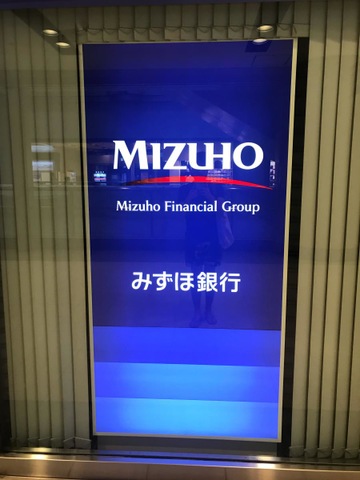 MIZUHO
Mizuho Financial Group
みずほ銀行